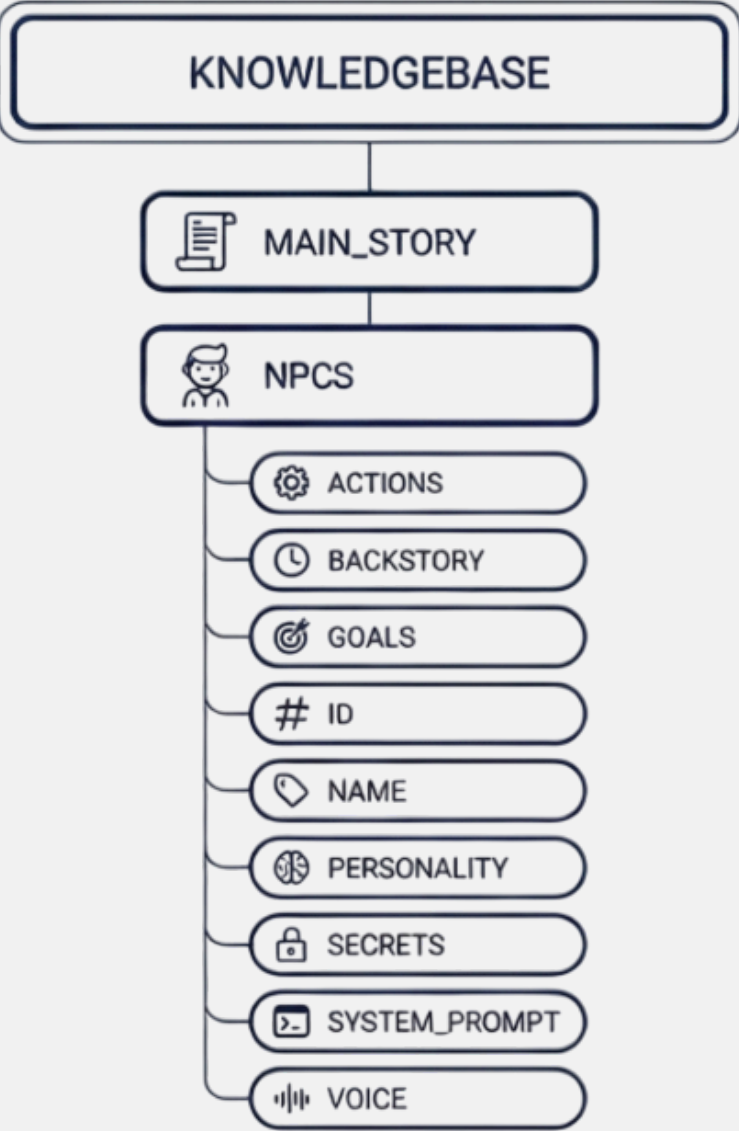 KNOWLEDGEBASE
MAIN_STORY
NPCS
ACTIONS
BACKSTORY
GOALS
ID
NAME
PERSONALITY
SECRETS
SYSTEM_PROMPT
VOICE